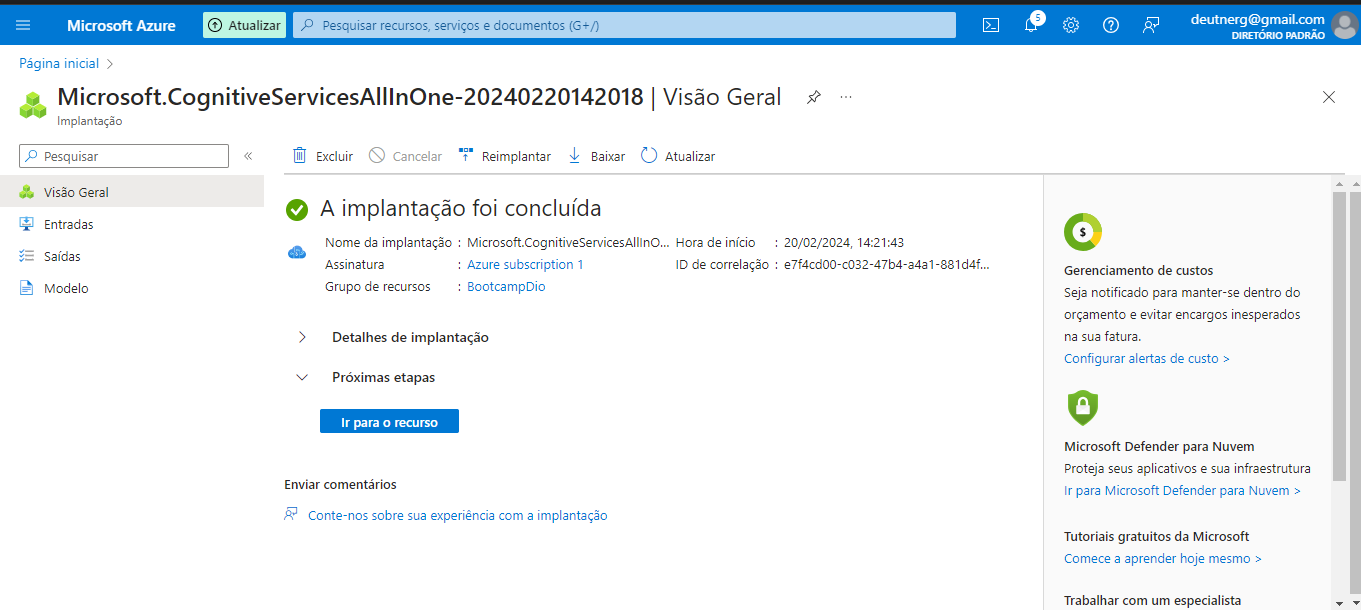 Microsoft Azure
Atualizar
Pesquisar recursos, serviços e documentos (G+/)
5
deutnerg@gmail.com
DIRETÓRIO PADRÃO
Página inicial
Microsoft.CognitiveServicesAllInOne-20240220142018 | Visão Geral
Implantação
Pesquisar
Visão Geral
Entradas
Saídas
Modelo
Excluir Cancelar Reimplantar Baixar Atualizar
A implantação foi concluída
Nome da implantação : Microsoft.CognitiveServicesAllInO... Hora de início : 20/02/2024, 14:21:43
Assinatura : Azure subscription 1 ID de correlação : e7f4cd00-c032-47b4-a4a1-881d4f...
Grupo de recursos : BootcampDio
Detalhes de implantação
Próximas etapas
Ir para o recurso
Enviar comentários
Conte-nos sobre sua experiência com a implantação
$
Gerenciamento de custos
Seja notificado para manter-se dentro do
orçamento e evitar encargos inesperados
na sua fatura.
Configurar alertas de custo >
Microsoft Defender para Nuvem
Proteja seus aplicativos e sua infraestrutura
Ir para Microsoft Defender para Nuvem >
Tutoriais gratuitos da Microsoft
Comece a aprender hoje mesmo >
Trabalhar com um especialista